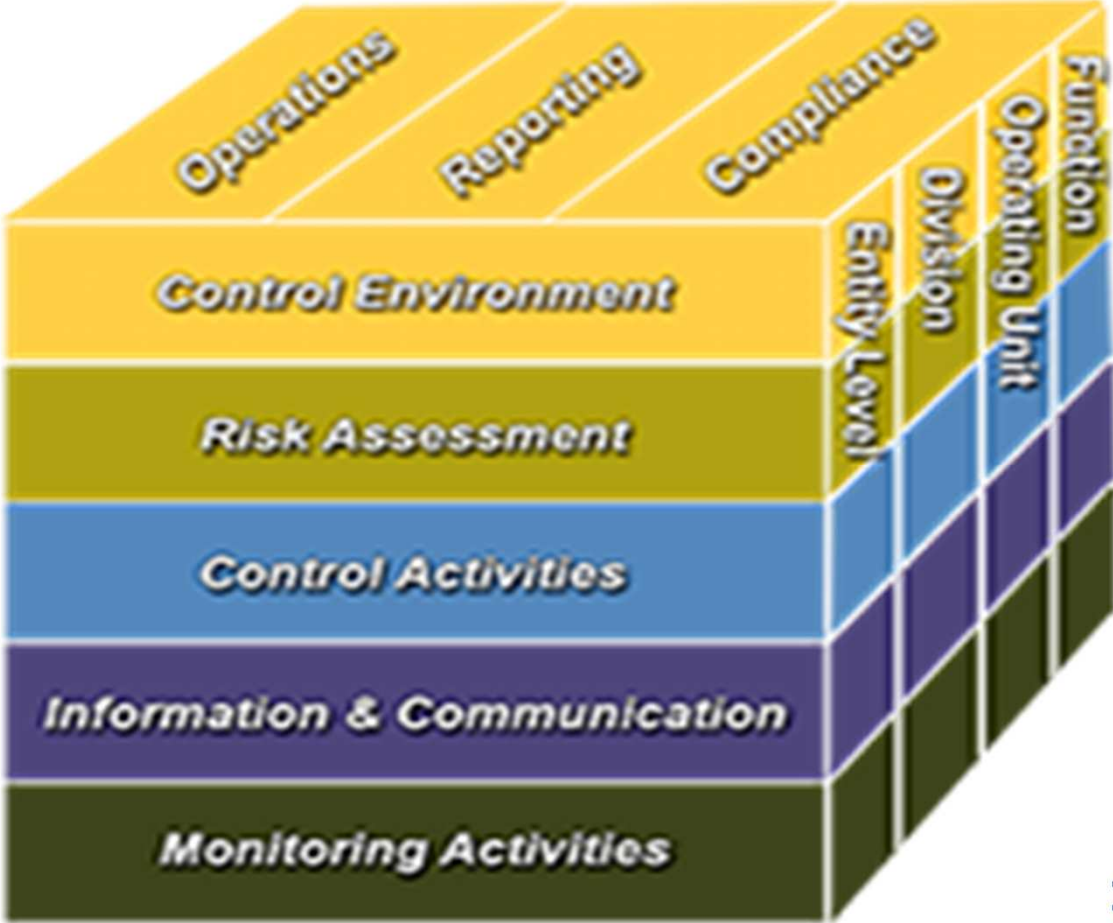 Operations
Reporting
Compliance
Control Environment
Risk Assessment
Control Activities
Information & Communication
Monitoring Activities
Entity Level
Division
Operating Unit
Function